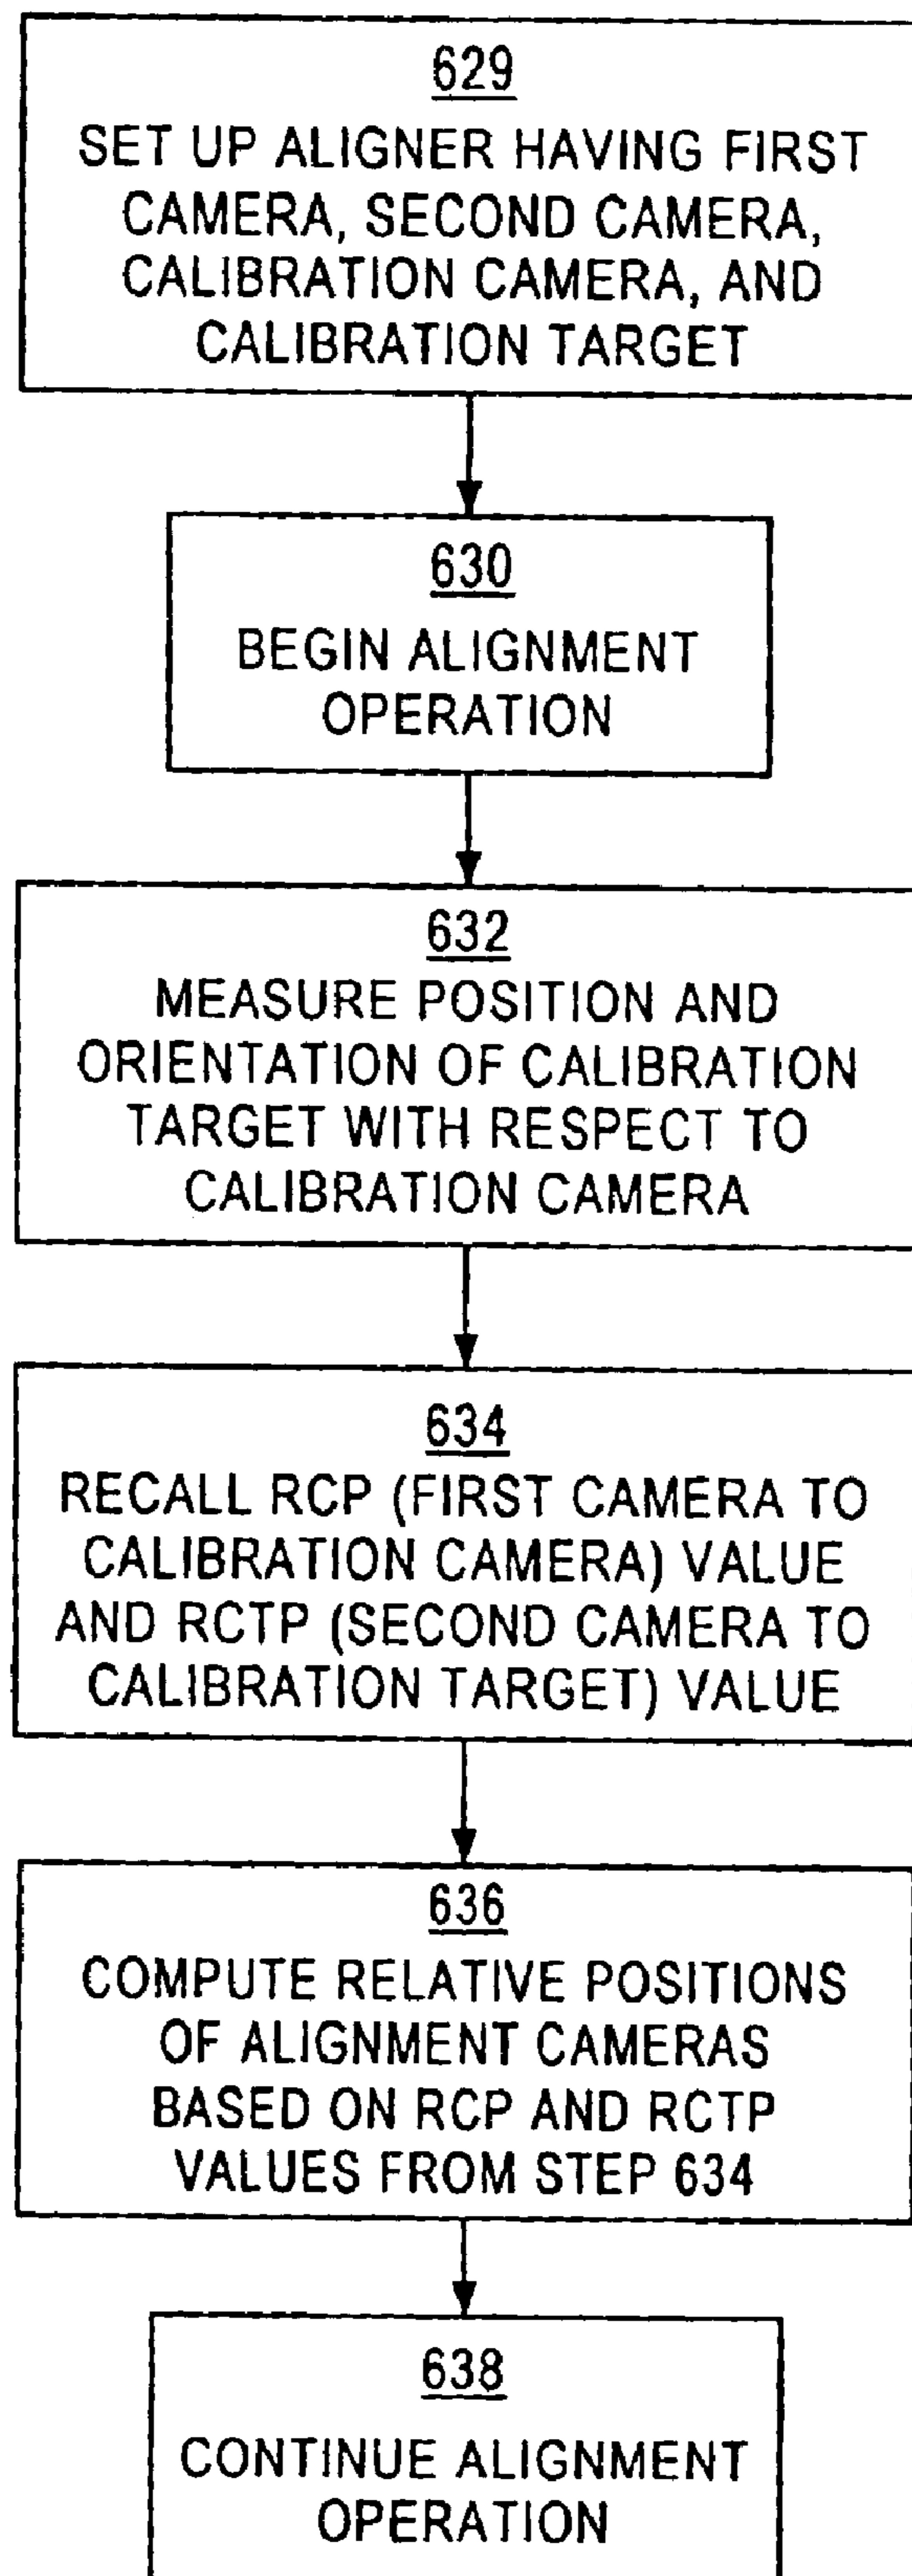 629
SET UP ALIGNER HAVING FIRST
CAMERA, SECOND CAMERA,
CALIBRATION CAMERA, AND
CALIBRATION TARGET
630
BEGIN ALIGNMENT
OPERATION
632
MEASURE POSITION AND
ORIENTATION OF CALIBRATION
TARGET WITH RESPECT TO
CALIBRATION CAMERA
634
RECALL RCP (FIRST CAMERA TO
CALIBRATION CAMERA) VALUE
AND RCTP (SECOND CAMERA TO
CALIBRATION TARGET) VALUE
636
COMPUTE RELATIVE POSITIONS
OF ALIGNMENT CAMERAS
BASED ON RCP AND RCTP
VALUES FROM STEP 634
638
CONTINUE ALIGNMENT
OPERATION